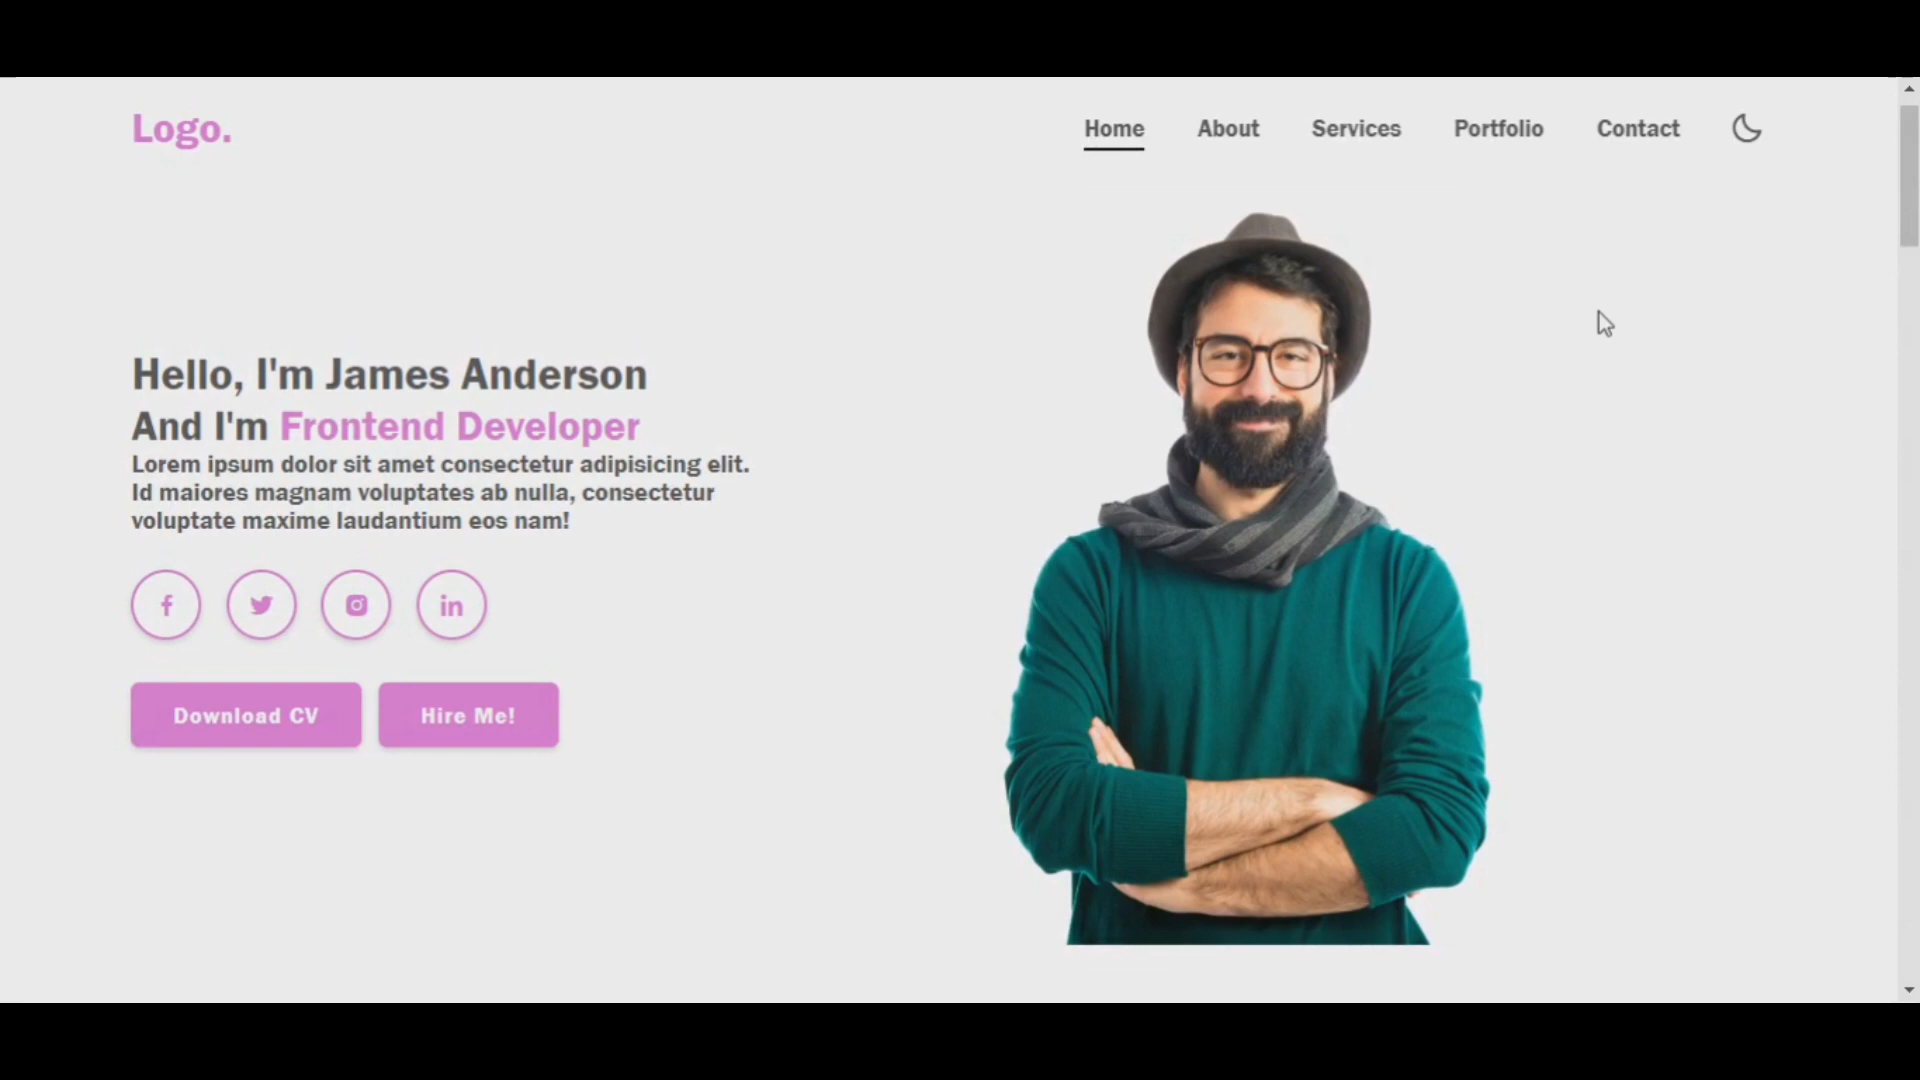 Logo.
Home About Services Portfolio Contact
Hello, I'm James Anderson
And I'm Frontend Developer
Lorem ipsum dolor sit amet consectetur adipisicing elit.
Id maiores magnam voluptates ab nulla, consectetur
voluptate maxime laudantium eos nam!
Download CV Hire Me!